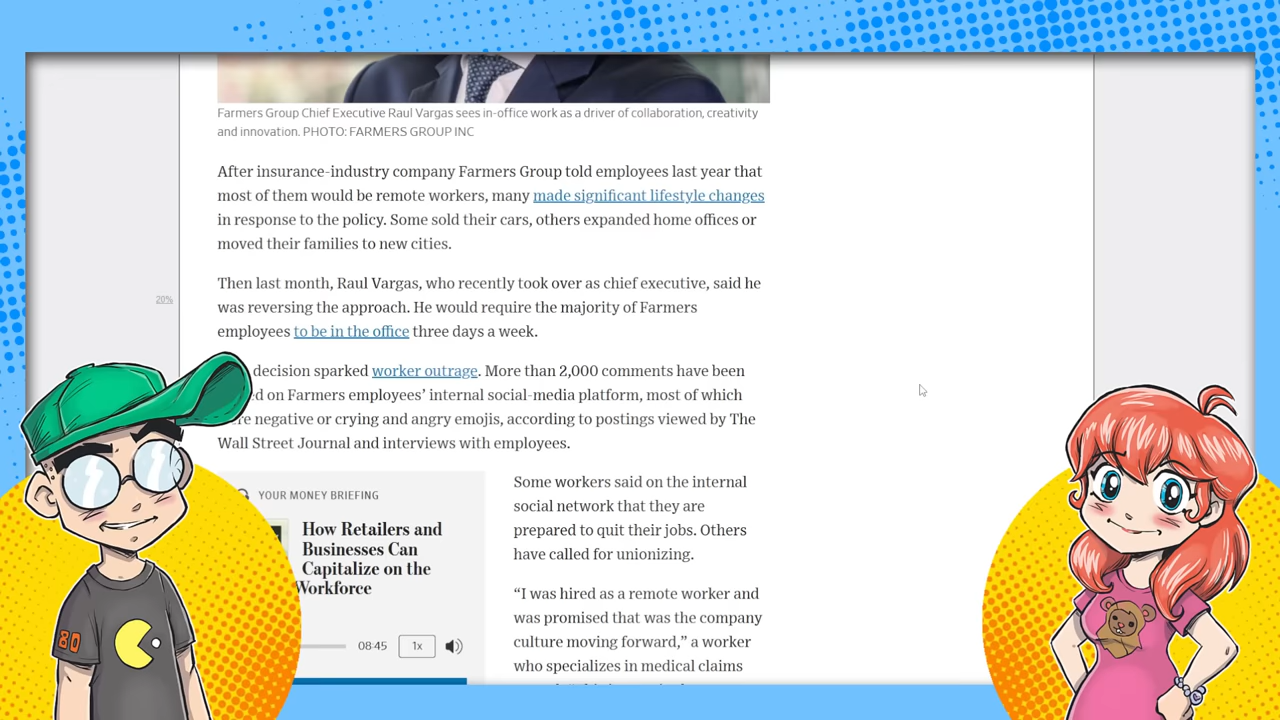 Farmers Group Chief Executive Raul Vargas sees in-office work as a driver of collaboration, creativity
and innovation. PHOTO: FARMERS GROUP INC
After insurance-industry company Farmers Group told employees last year that
most of them would be remote workers, many made significant lifestyle changes
in response to the policy. Some sold their cars, others expanded home offices or
moved their families to new cities.
20%
Then last month, Raul Vargas, who recently took over as chief executive, said he
was reversing the approach. He would require the majority of Farmers
employees to be in the office three days a week.
decision sparked worker outrage. More than 2,000 comments have been
on Farmers employees' internal social-media platform, most of which
negative or crying and angry emojis, according to postings viewed by The
Wall Street Journal and interviews with employees.
YOUR MONEY BRIEFING
How Retailers and
Businesses Can
Capitalize on the
Workforce
08:45 1x
Some workers said on the internal
social network that they are
prepared to quit their jobs. Others
have called for unionizing.
“I was hired as a remote worker and
was promised that was the company
culture moving forward,” a worker
who specializes in medical claims
80